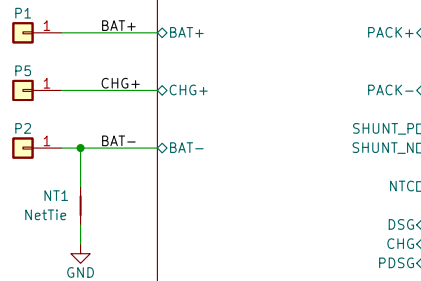 P1
1 BAT+ BAT+ PACK+
P5
1 CHG+ CHG+ PACK-
P2
SHUNT_P
1 BAT- BAT- SHUNT_N
NT1
NetTie
NTC
DSG
CHG
PDSG
GND